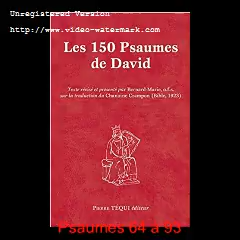 Unregistered Version
http://www.video-watermark.com/
Les 150 Psaumes
de David
Texte révisé et présenté par Bernard-Marie, o.f.s.
sur la traduction du Chanoine Crampon (Bible, 1923)
Pierre TÉQUI éditeur
Psaumes 64 à 93